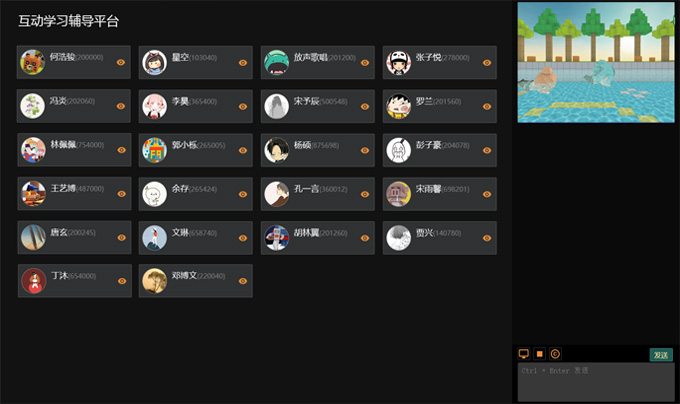 互动学习辅导平台
何浩骏(200000) 星空(103040) 放声歌唱(201200) 张子悦(278000)
冯炎(202060) 李昊(365400) 宋予辰(500548) 罗兰(201560)
林佩佩(754000) 郭小栎(265005) 杨硕(675698) 彭子豪(204078)
王艺博(487000) 余存(265424) 孔一言(360012) 宋雨馨(698201)
唐玄(200245) 文琳(658740) 胡林翼(201260) 贾兴(140780)
丁沐(654000) 邓博文(220040)
发送
Ctrl + Enter 发送